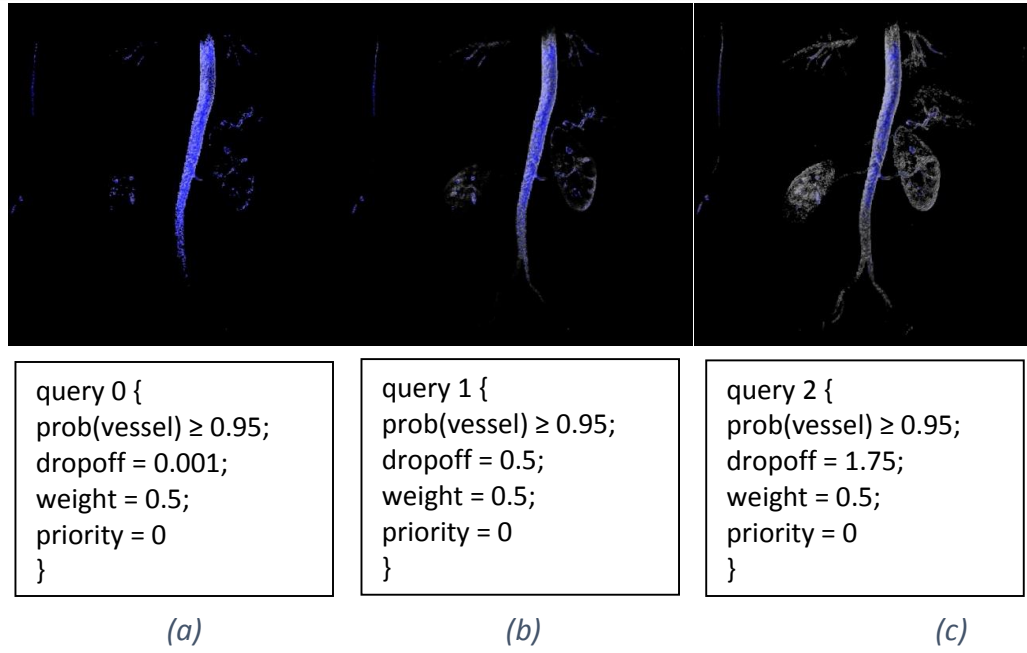 query 0 {
prob(vessel) ≥ 0.95;
dropoff = 0.001;
weight = 0.5;
priority = 0
}
(a)
query 1 {
prob(vessel) ≥ 0.95;
dropoff = 0.5;
weight = 0.5;
priority = 0
}
(b)
query 2 {
prob(vessel) ≥ 0.95;
dropoff = 1.75;
weight = 0.5;
priority = 0
}
(c)